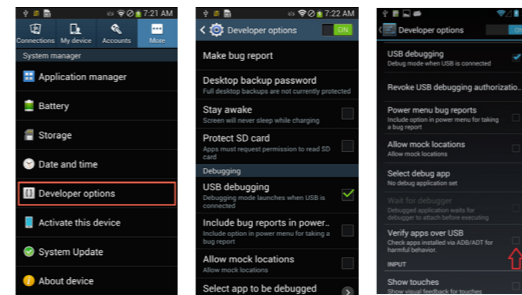 7:21 AM
Connections My device Accounts More
System manager
Application manager
Battery
Storage
Date and time
Developer options
Activate this device
System Update
About device
7:22 AM
Developer options ON
Make bug report
Desktop backup password
Full desktop backups are not currently protected
Stay awake
Screen will never sleep while charging
Protect SD card
Apps must request permission to read SD
card
Debugging
USB debugging
Debugging mode launches when USB is
connected
Include bug reports in power..
Include option in power menu for taking a
bug report
Allow mock locations
Allow mock locations
Select app to be debugged
Developer options
USB debugging
Debug mode when USB is connected
Revoke USB debugging authorizatio..
Power menu bug reports
Include option in power menu for taking
a bug report
Allow mock locations
Allow mock locations
Select debug app
No debug application set
Wait for debugger
Debugged application waits for
debugger to attach before executing
Verify apps over USB
Check apps installed via ADB/ADT for
harmful behavior.
INPUT
Show touches
Show visual feedback for touches